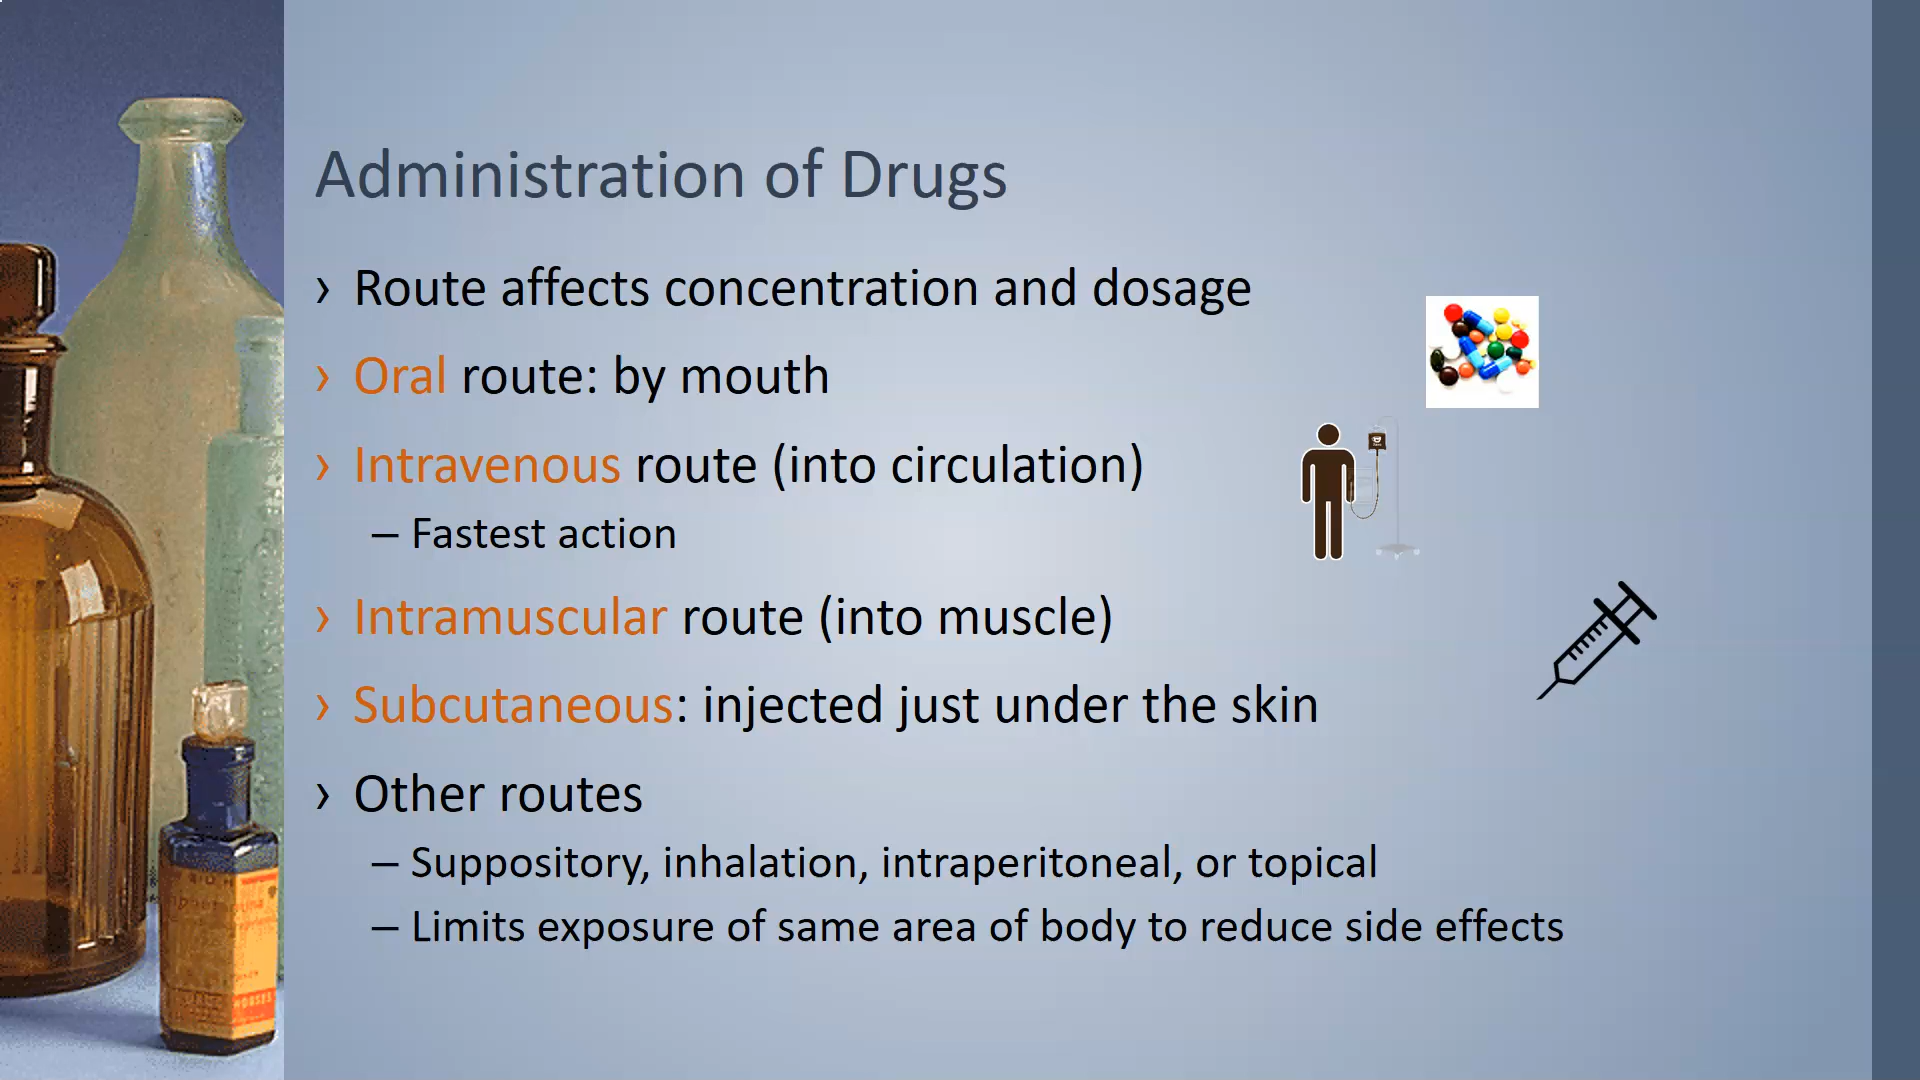 Administration of Drugs
› Route affects concentration and dosage
› Oral route: by mouth
› Intravenous route (into circulation)
– Fastest action
› Intramuscular route (into muscle)
› Subcutaneous: injected just under the skin
› Other routes
– Suppository, inhalation, intraperitoneal, or topical
– Limits exposure of same area of body to reduce side effects